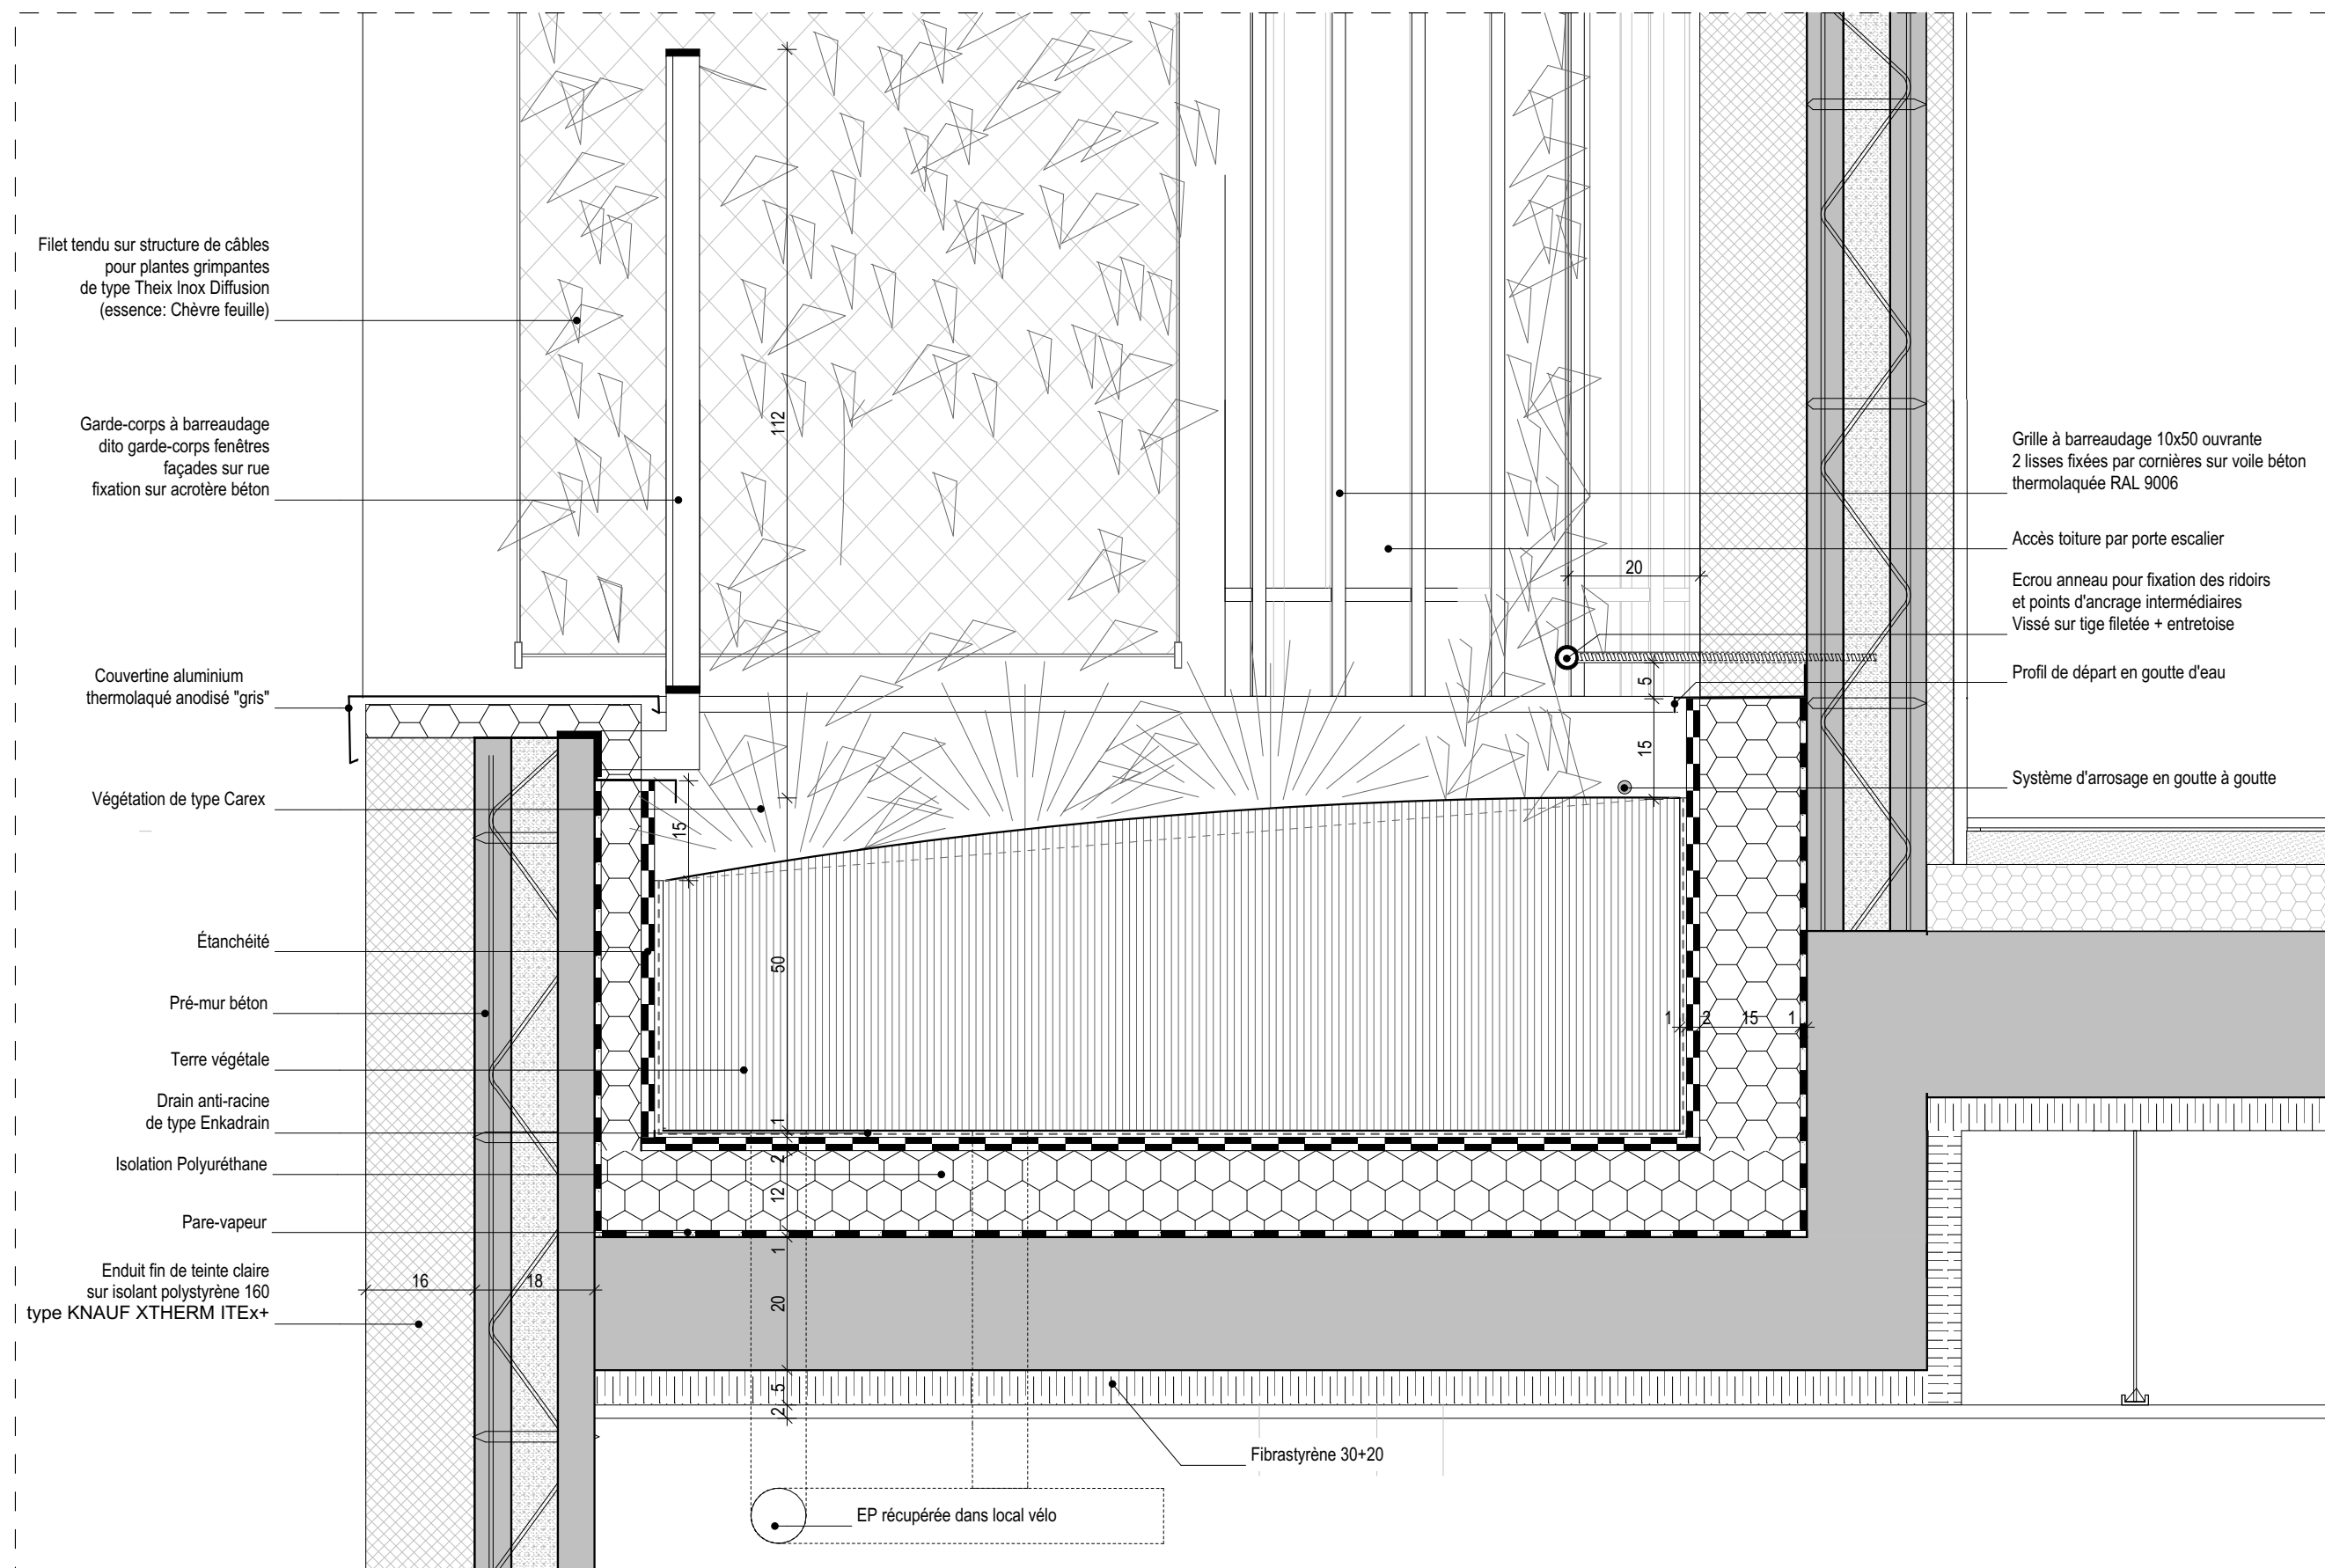 Filet tendu sur structure de câbles
pour plantes grimpantes
de type Theix Inox Diffusion
(essence: Chèvre feuille)
Garde-corps à barreaudage
dito garde-corps fenêtres
façades sur rue
fixation sur acrotère béton
Couvertine aluminium
thermolaqué anodisé "gris"
Végétation de type Carex
Étanchéité
Pré-mur béton
Terre végétale
Drain anti-racine
de type Enkadrain
Isolation Polyuréthane
Pare-vapeur
Enduit fin de teinte claire
sur isolant polystyrène 160
type KNAUF XTHERM ITEx+
16
18
112
15
50
1
2
12
1
20
5
2
20
5
15
1
2
15
1
Grille à barreaudage 10x50 ouvrante
2 lisses fixées par cornières sur voile béton
thermolaquée RAL 9006
Accès toiture par porte escalier
Ecrou anneau pour fixation des ridoirs
et points d'ancrage intermédiaires
Vissé sur tige filetée + entretoise
Profil de départ en goutte d'eau
Système d'arrosage en goutte à goutte
Fibrastyrène 30+20
EP récupérée dans local vélo